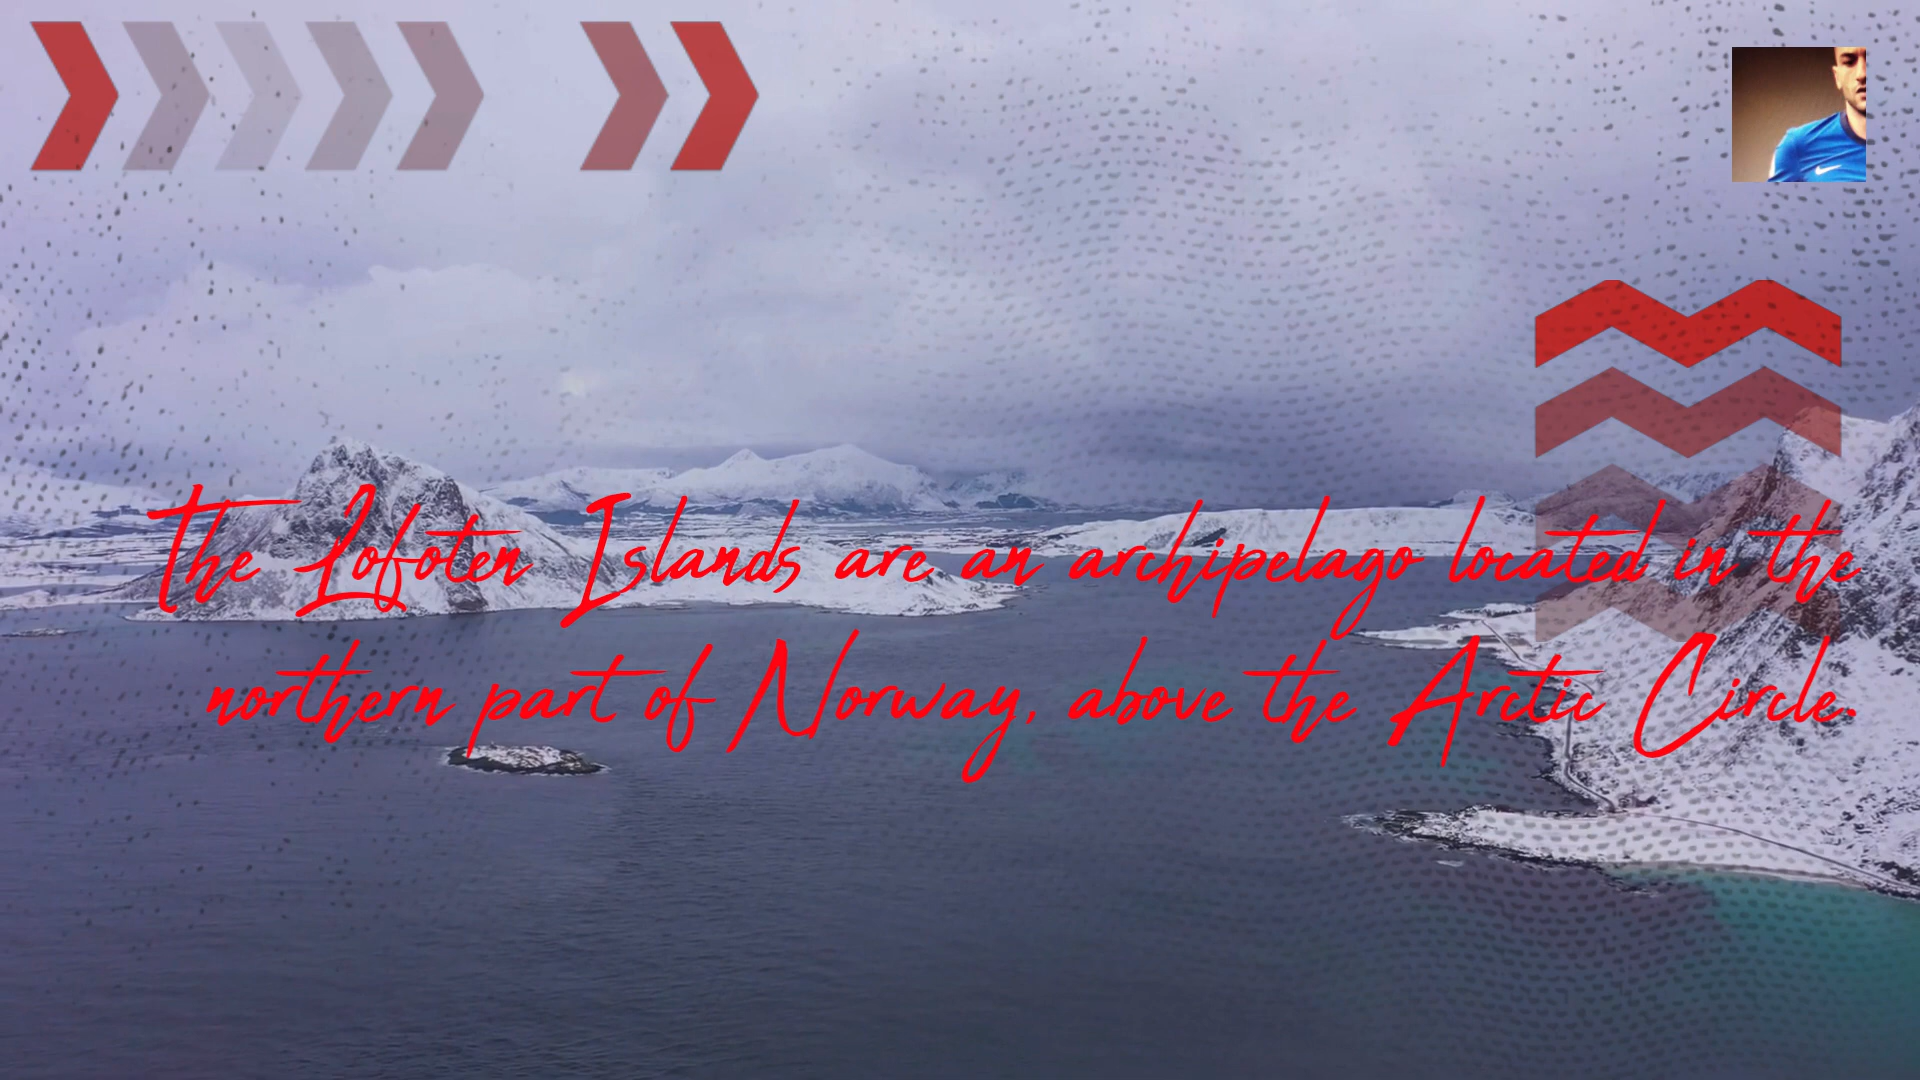 The Lofoten Islands are an archipelago located in the
northern part of Norway, above the Arctic Circle.